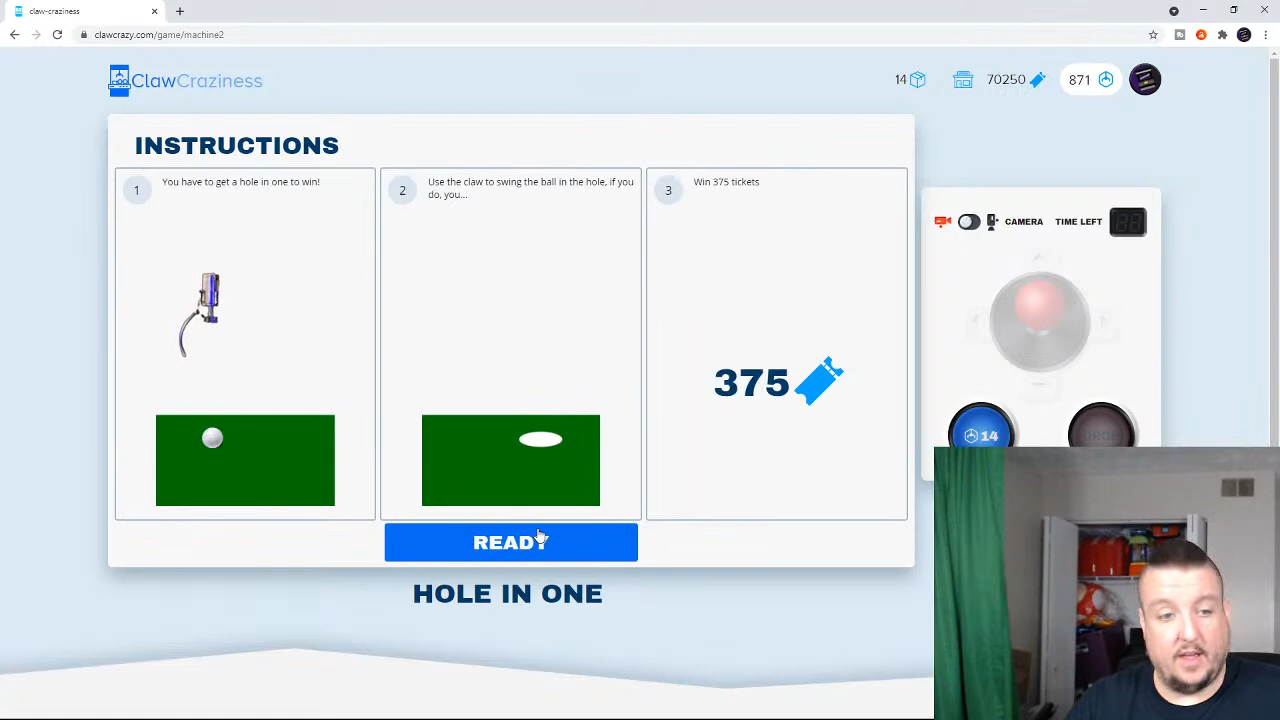 claw-craziness
clawcrazy.com/game/machine2
ClawCraziness
14
70250
871
INSTRUCTIONS
1
You have to get a hole in one to win!
2
Use the claw to swing the ball in the hole, if you
do, you...
3
Win 375 tickets
375
CAMERA
TIME LEFT
14
DROP
READY
HOLE IN ONE